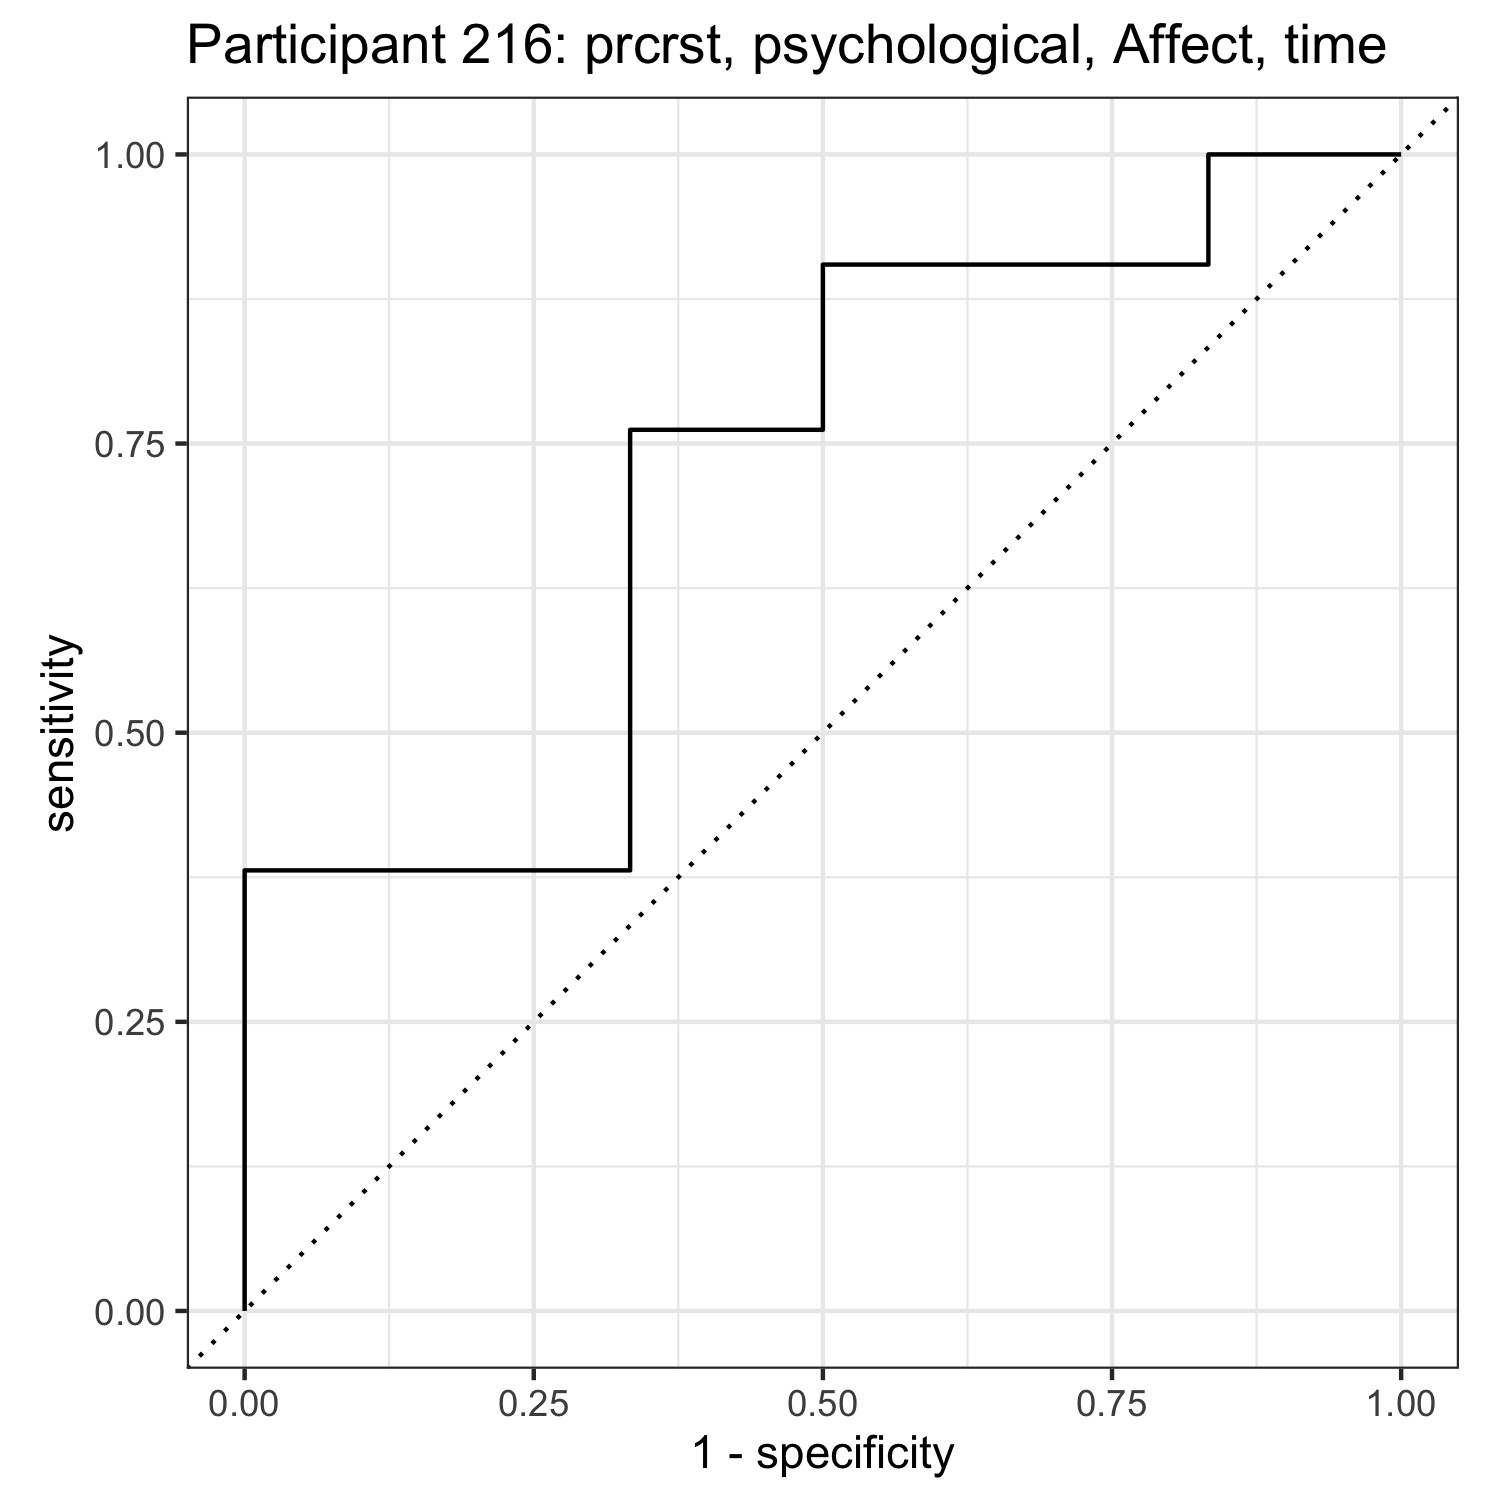 Participant 216: prcrst, psychological, Affect, time
1.00
0.75
0.50
0.25
0.00
sensitivity
0.00 0.25 0.50 0.75 1.00
1 - specificity